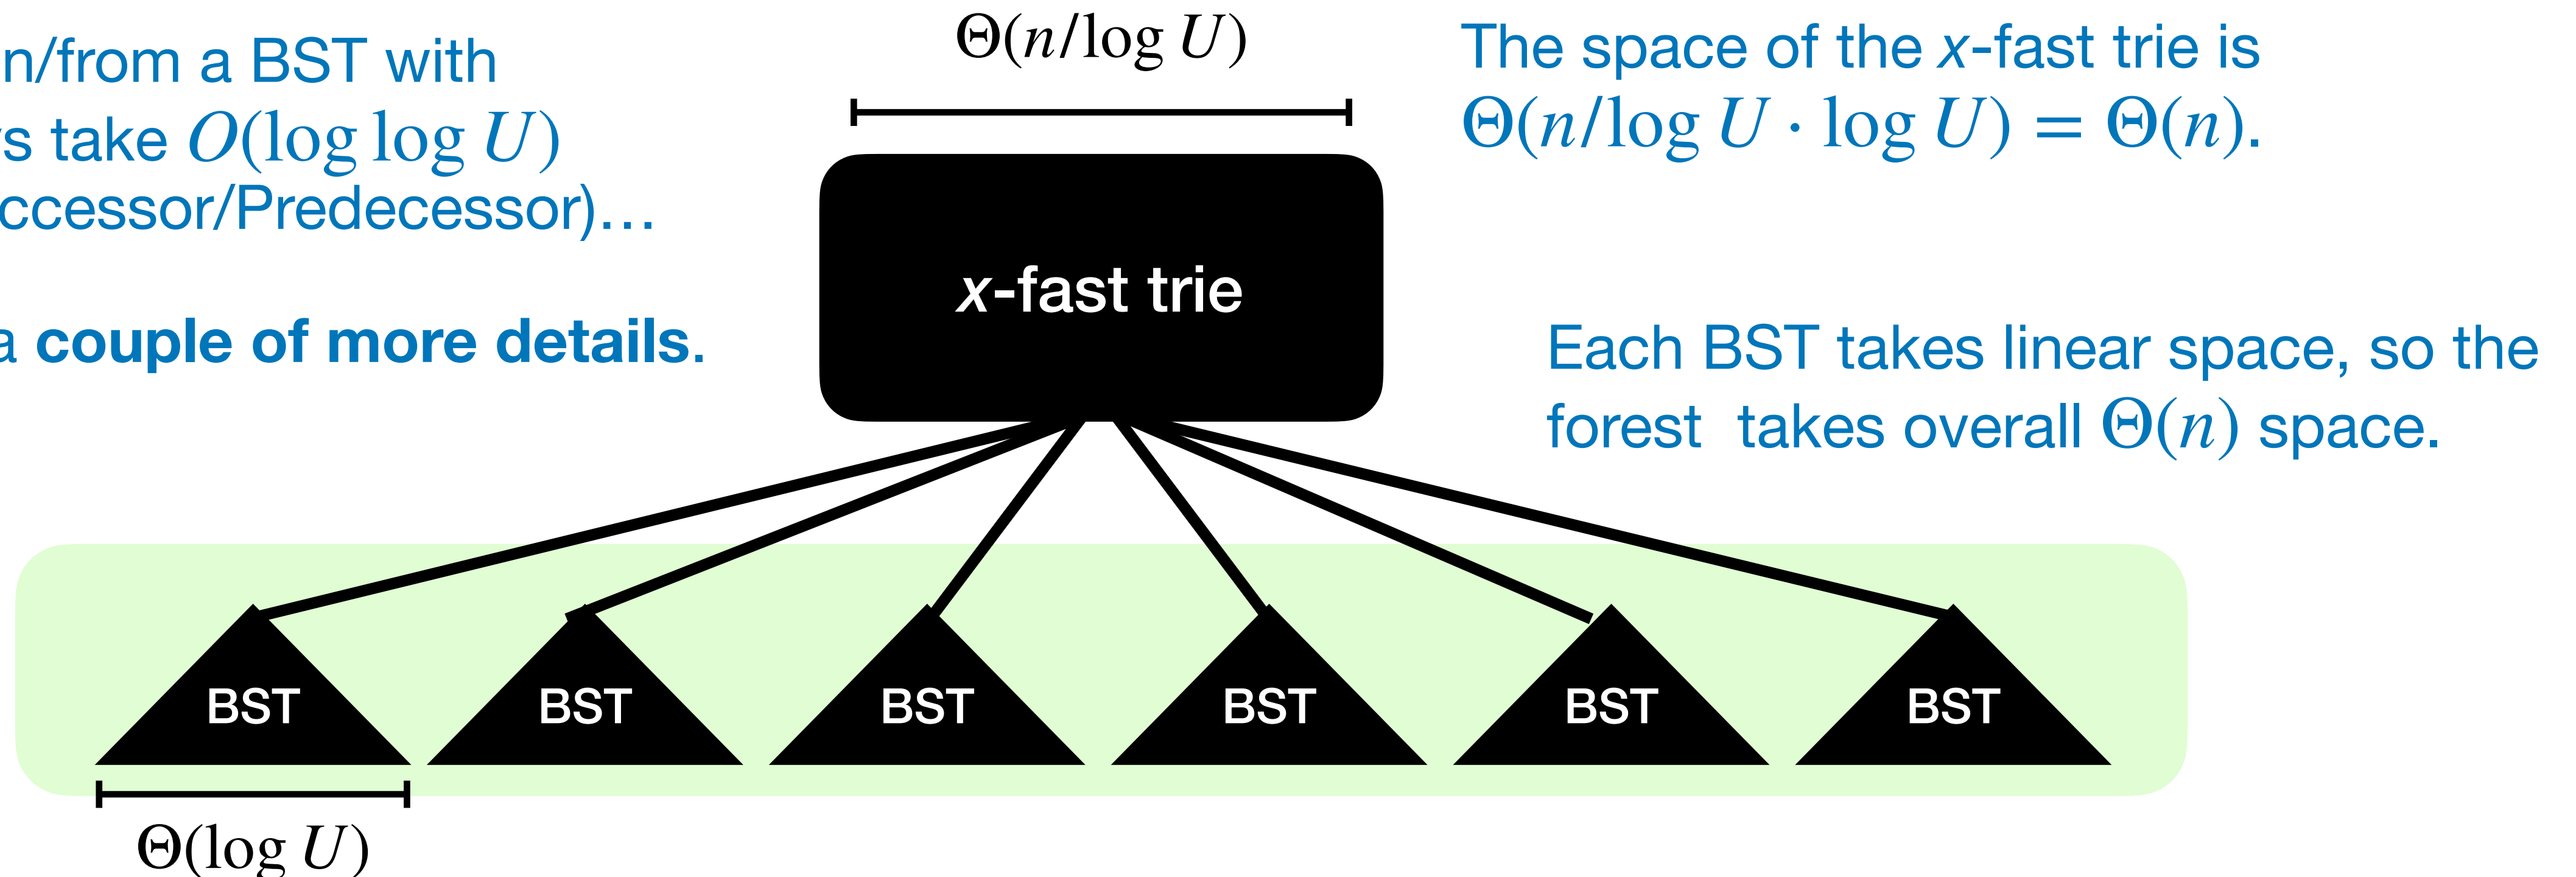 n/from a BST with
s take O(log log U)
ccessor/Predecessor)…
a couple of more details.
Θ(n/log U)
x-fast trie
The space of the x-fast trie is
Θ(n/log U · log U) = Θ(n).
Each BST takes linear space, so the
forest takes overall Θ(n) space.
BST BST BST BST BST BST
Θ(log U)